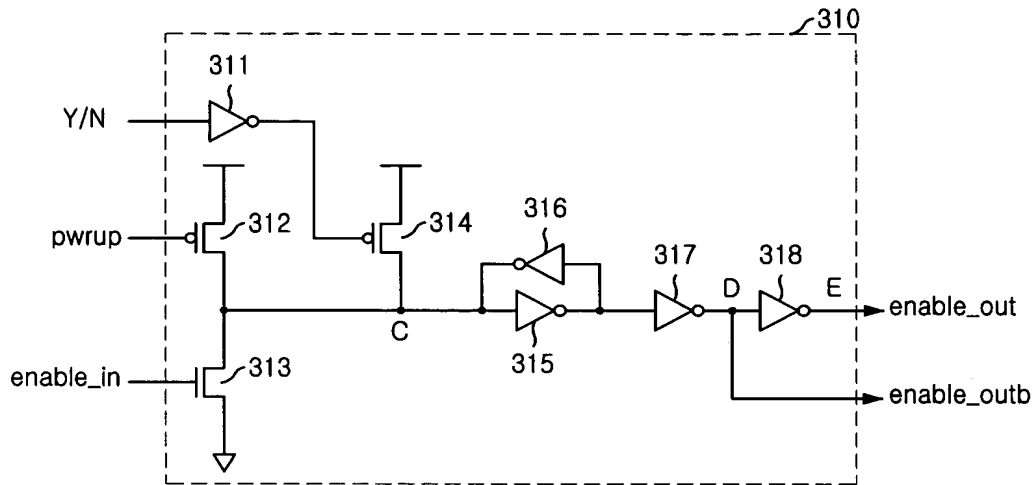 310
311
Y/N
312
pwrup
314
316
317
D
318
E
enable_out
C
315
enable_in
313
enable_outb